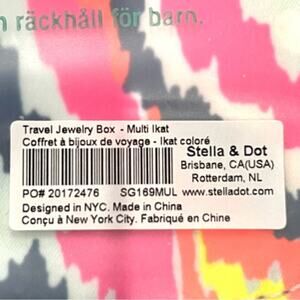 räckhåll för barn.
Travel Jewelry Box - Multi Ikat
Coffret à bijoux de voyage - Ikat coloré
Stella & Dot
Brisbane, CA(USA)
Rotterdam, NL
PO# 20172476 SG169MUL www.stelladot.com
Designed in NYC. Made in China
Conçu à New York City. Fabriqué en Chine